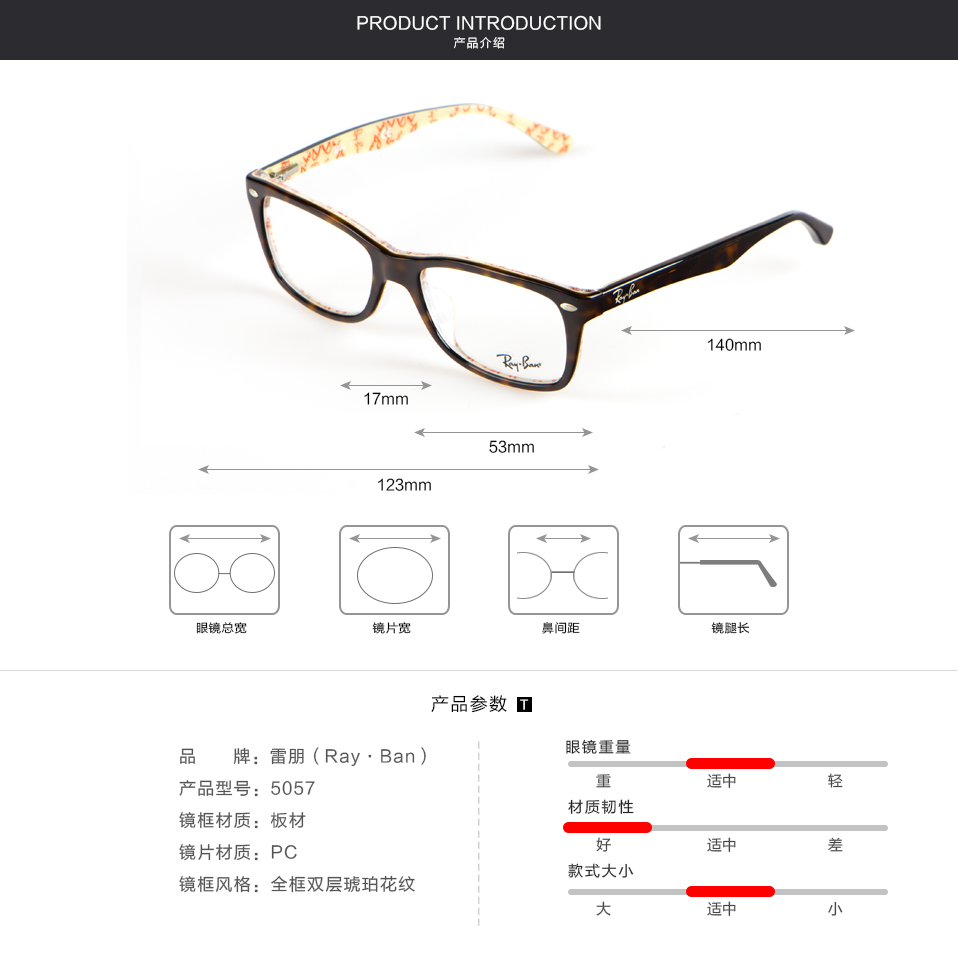 PRODUCT INTRODUCTION
产品介绍
Ray-Ban
140mm
Ray-Ban
17mm
53mm
123mm
眼镜总宽
镜片宽
鼻间距
镜腿长
产品参数 T
品 牌：雷朋（Ray · Ban）
产品型号：5057
镜框材质：板材
镜片材质：PC
镜框风格：全框双层琥珀花纹
眼镜重量
重 适中 轻
材质韧性
好 适中 差
款式大小
大 适中 小